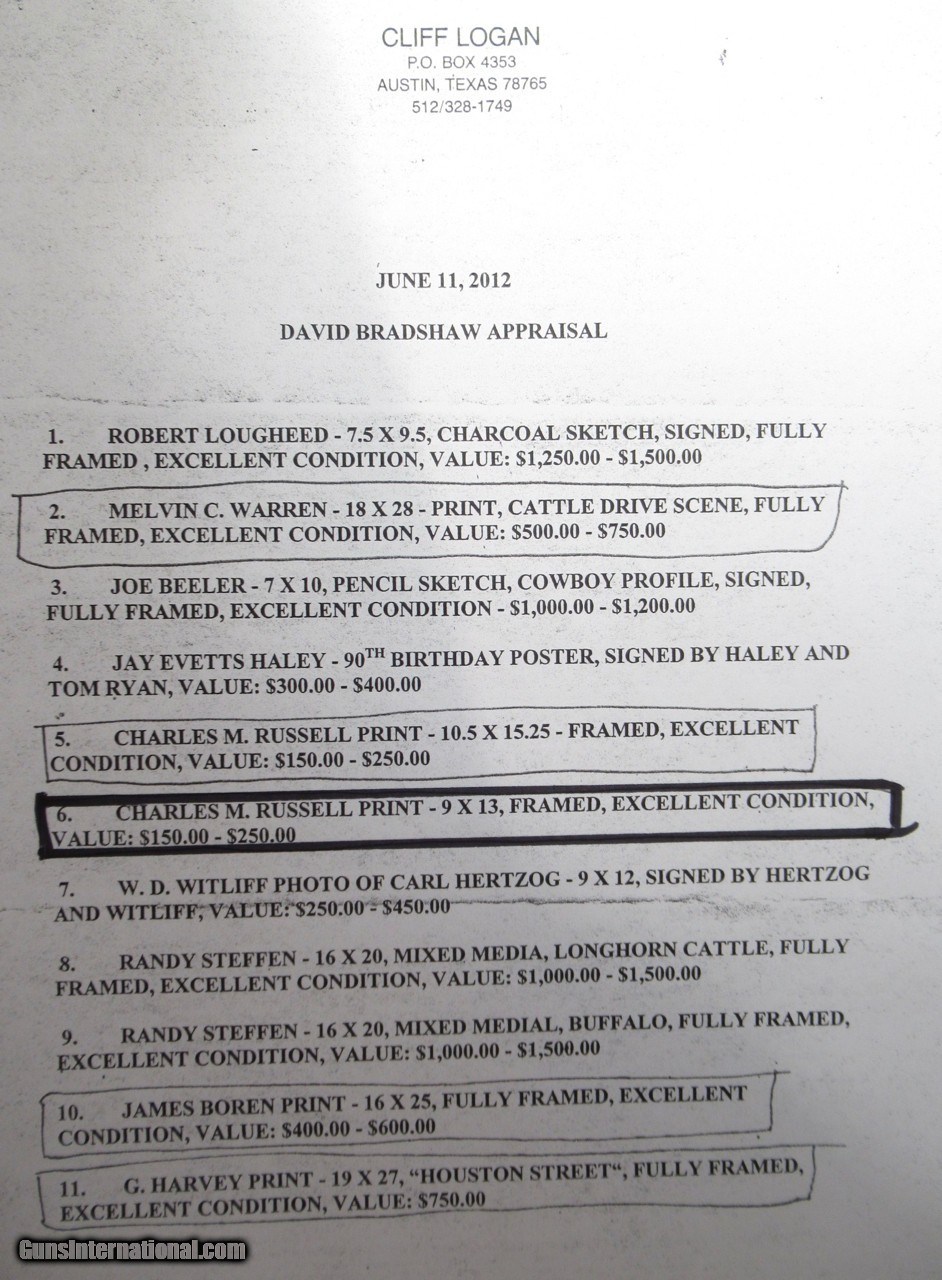 CLIFF LOGAN
P.O. BOX 4353
AUSTIN, TEXAS 78765
512/328-1749
JUNE 11, 2012
DAVID BRADSHAW APPRAISAL
1. ROBERT LOUGHEED - 7.5 X 9.5, CHARCOAL SKETCH, SIGNED, FULLY
FRAMED , EXCELLENT CONDITION, VALUE: $1,250.00 - $1,500.00
2. MELVIN C. WARREN - 18 X 28 - PRINT, CATTLE DRIVE SCENE, FULLY
FRAMED, EXCELLENT CONDITION, VALUE: $500.00 - $750.00
3. JOE BEELER - 7 X 10, PENCIL SKETCH, COWBOY PROFILE, SIGNED,
FULLY FRAMED, EXCELLENT CONDITION - $1,000.00 - $1,200.00
4. JAY EVETTS HALEY - 90TH BIRTHDAY POSTER, SIGNED BY HALEY AND
TOM RYAN, VALUE: $300.00 - $400.00
5. CHARLES M. RUSSELL PRINT - 10.5 X 15.25 - FRAMED, EXCELLENT
CONDITION, VALUE: $150.00 - $250.00
6. CHARLES M. RUSSELL PRINT - 9 X 13, FRAMED, EXCELLENT CONDITION,
VALUE: $150.00 - $250.00
7. W. D. WITLIFF PHOTO OF CARL HERTZOG - 9 X 12, SIGNED BY HERTZOG
AND WITLIFF, VALUE: $250.00 - $450.00
8. RANDY STEFFEN - 16 X 20, MIXED MEDIA, LONGHORN CATTLE, FULLY
FRAMED, EXCELLENT CONDITION, VALUE: $1,000.00 - $1,500.00
9. RANDY STEFFEN - 16 X 20, MIXED MEDIAL, BUFFALO, FULLY FRAMED,
EXCELLENT CONDITION, VALUE: $1,000.00 - $1,500.00
10. JAMES BOREN PRINT - 16 X 25, FULLY FRAMED, EXCELLENT
CONDITION, VALUE: $400.00 - $600.00
11. G. HARVEY PRINT - 19 X 27, “HOUSTON STREET“, FULLY FRAMED,
EXCELLENT CONDITION, VALUE: $750.00
GunsInternational.com